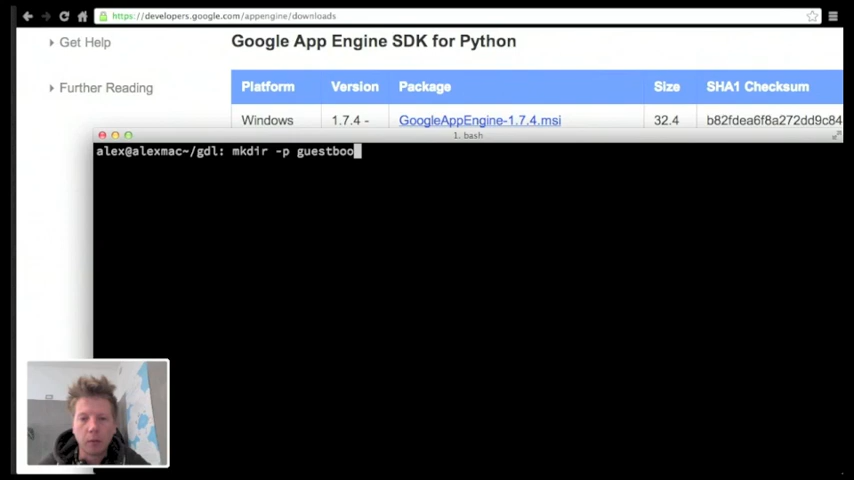 https://developers.google.com/appengine/downloads
Get Help
Google App Engine SDK for Python
Further Reading
Platform Version Package Size SHA1 Checksum
Windows 1.7.4 - GoogleAppEngine-1.7.4.msi 32.4 b82fdea6f8a272dd9c84
1. bash
alex@alexmac~/gdl: mkdir -p guestboo